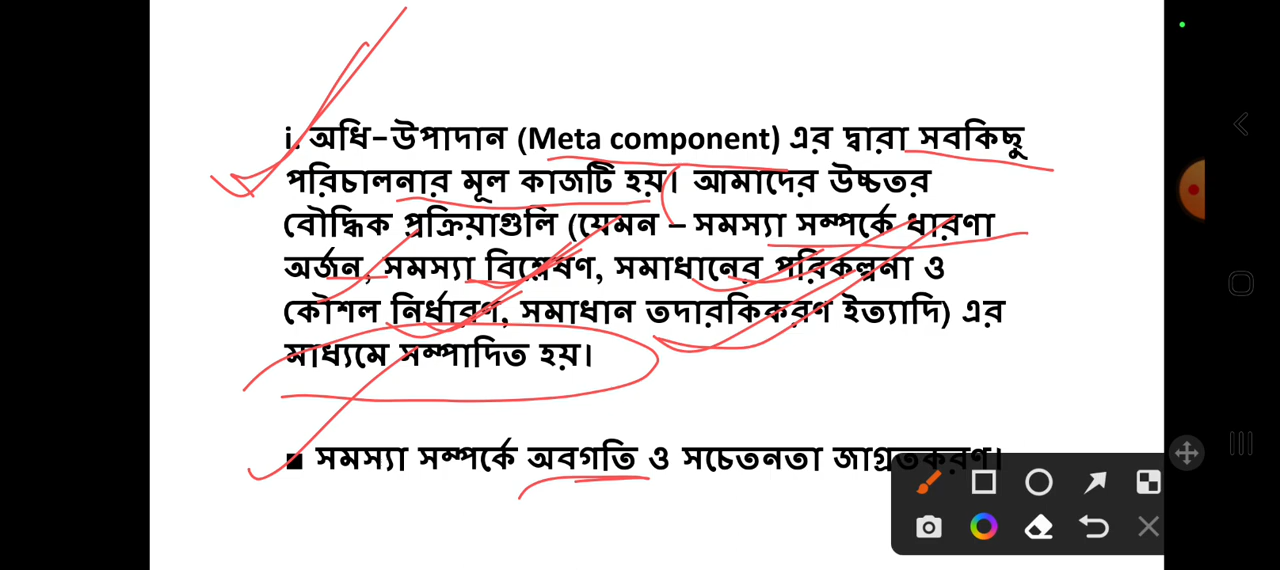 i. অধি-উপাদান (Meta component) এর দ্বারা সবকিছু
পরিচালনার মূল কাজটি হয়। আমাদের উচ্চতর
বৌদ্ধিক প্রক্রিয়াগুলি (যেমন – সমস্যা সম্পর্কে ধারণা
অর্জন, সমস্যা বিশ্লেষণ, সমাধানের পরিকল্পনা ও
কৌশল নির্ধারণ, সমাধান তদারকিকরণ ইত্যাদি) এর
মাধ্যমে সম্পাদিত হয়।
■ সমস্যা সম্পর্কে অবগতি ও সচেতনতা জাগ্রতকরণ।